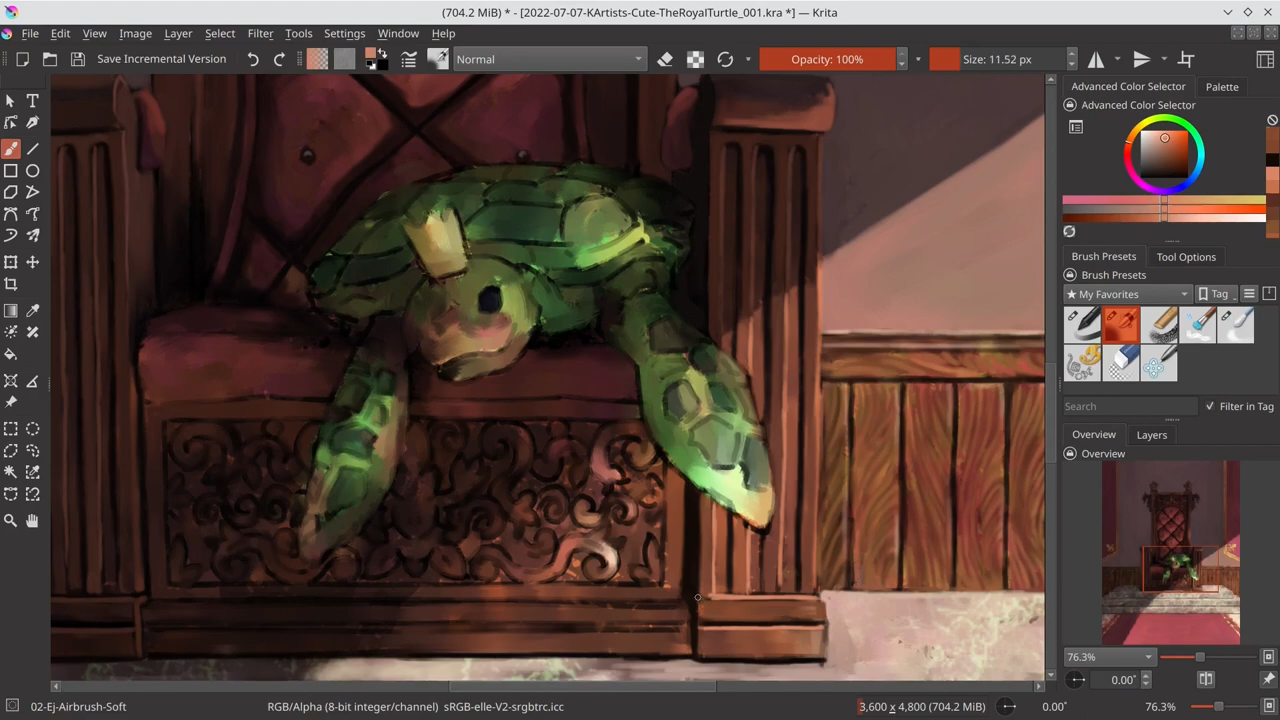 (704.2 MiB) * - [2022-07-07-KArtists-Cute-TheRoyalTurtle_001.kra *] — Krita
File Edit View Image Layer Select Filter Tools Settings Window Help
Save Incremental Version Normal Opacity: 100% Size: 11.52 px
Advanced Color Selector Palette
Advanced Color Selector
Brush Presets Tool Options
Brush Presets
★ My Favorites Tag
Search Filter in Tag
Overview Layers
Overview
76.3%
0.00°
02-Ej-Airbrush-Soft RGB/Alpha (8-bit integer/channel) sRGB-elle-V2-srgbtrc.icc 3,600 x 4,800 (704.2 MiB) 0.00° 76.3%